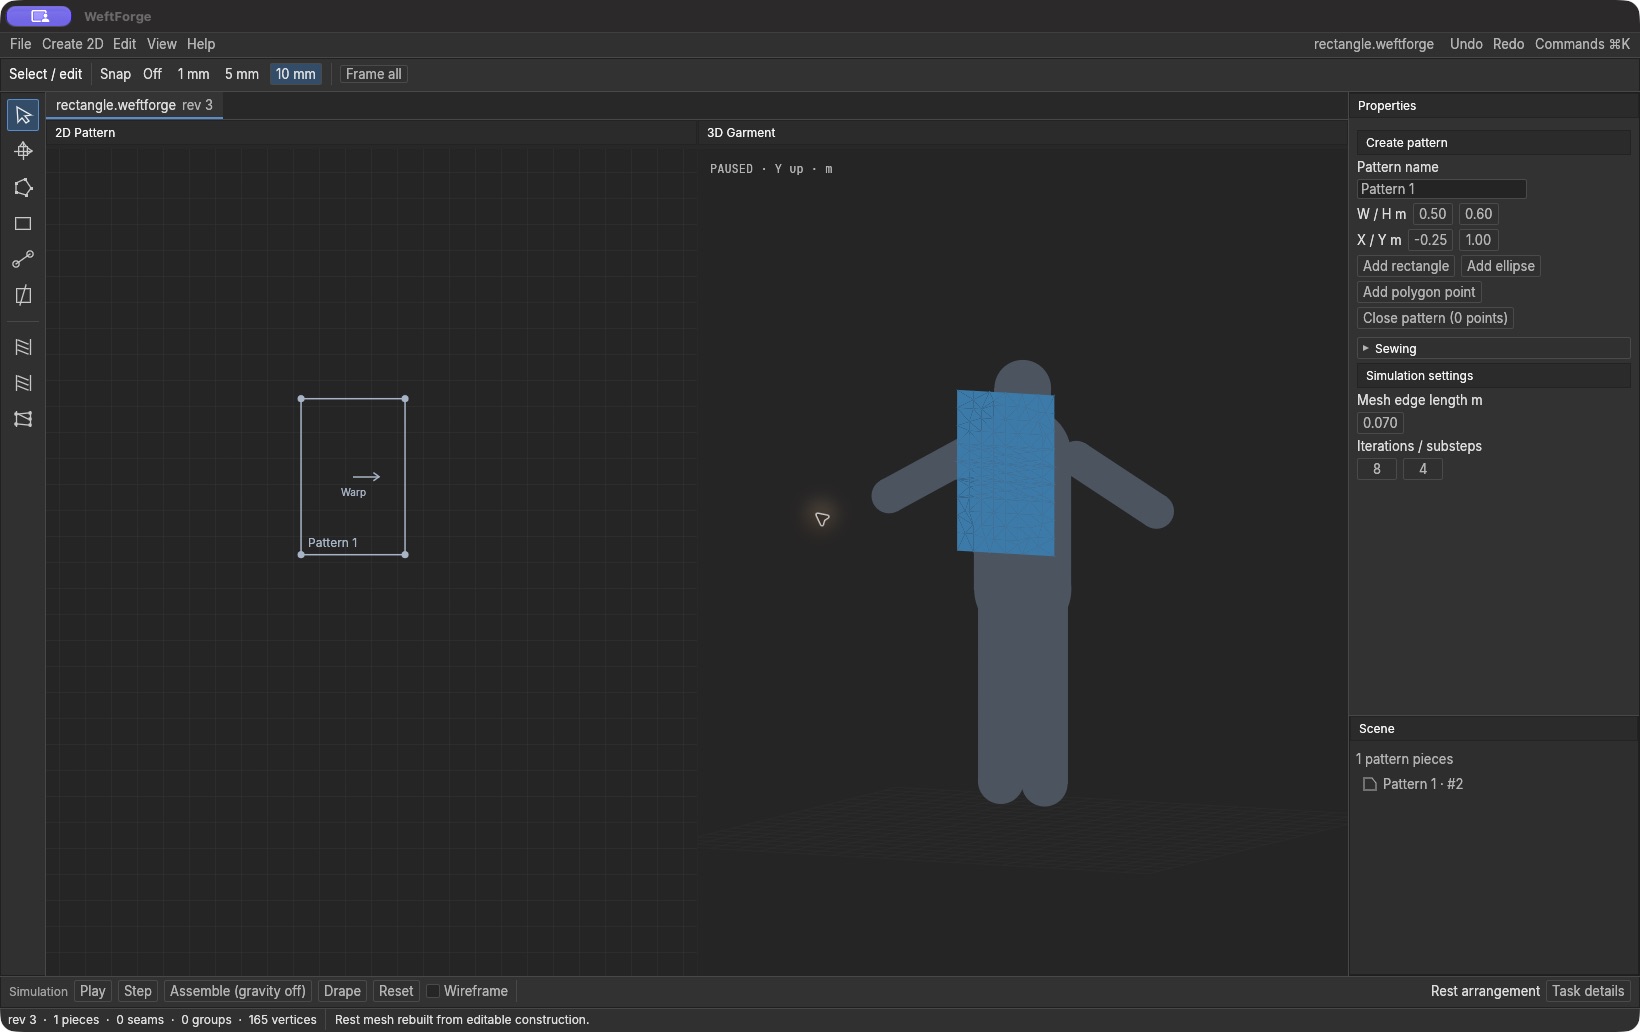 WeftForge
File Create 2D Edit View Help rectangle.weftforge Undo Redo Commands ⌘K
Select / edit Snap Off 1 mm 5 mm 10 mm Frame all
rectangle.weftforge rev 3
2D Pattern
Warp
Pattern 1
3D Garment
PAUSED · Y up · m
Properties
Create pattern
Pattern name
Pattern 1
W / H m 0.50 0.60
X / Y m -0.25 1.00
Add rectangle Add ellipse
Add polygon point
Close pattern (0 points)
Sewing
Simulation settings
Mesh edge length m
0.070
Iterations / substeps
8 4
Scene
1 pattern pieces
Pattern 1 · #2
Simulation Play Step Assemble (gravity off) Drape Reset Wireframe Rest arrangement Task details
rev 3 · 1 pieces · 0 seams · 0 groups · 165 vertices Rest mesh rebuilt from editable construction.